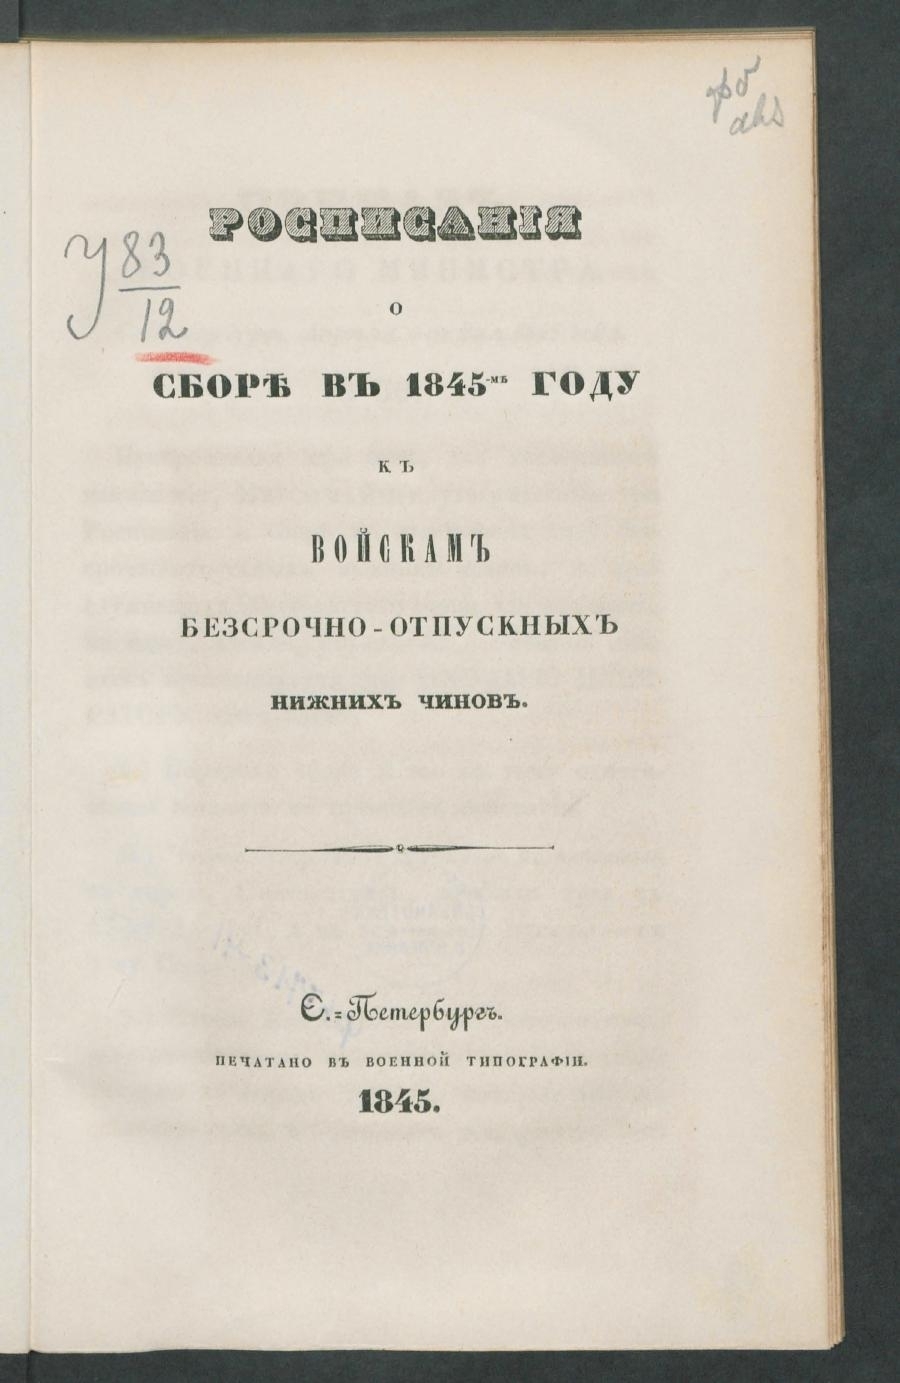 РОСПИСАНІЯ
У 83
12
О
СБОРѢ ВЪ 1845-мъ ГОДУ
КЪ
ВОЙСКАМЪ
БЕЗСРОЧНО-ОТПУСКНЫХЪ
НИЖНИХЪ ЧИНОВЪ.
С.=Петербургъ.
ПЕЧАТАНО ВЪ ВОЕННОЙ ТИПОГРАФІИ.
1845.